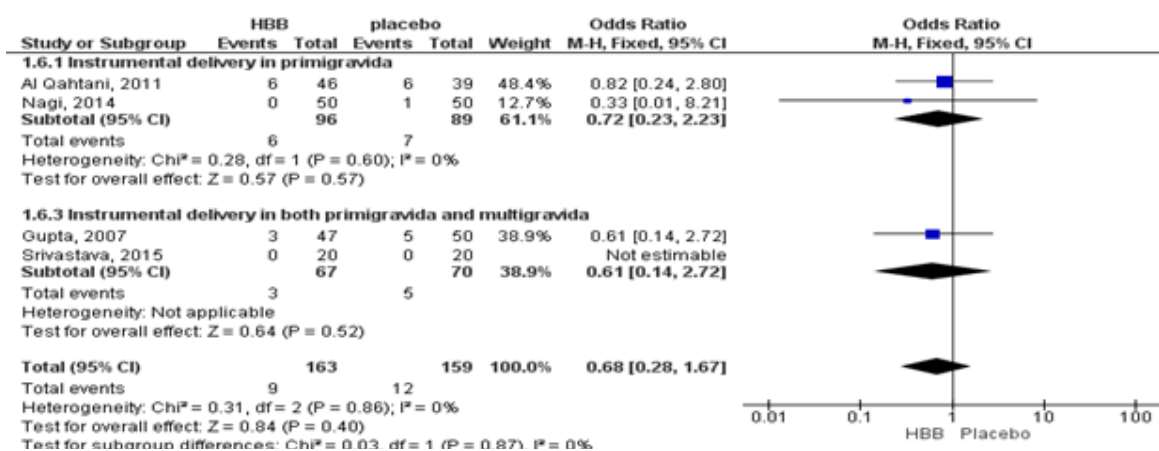 HBB placebo Odds Ratio Odds Ratio
Study or Subgroup Events Total Events Total Weight M-H, Fixed, 95% CI M-H, Fixed, 95% CI
1.6.1 Instrumental delivery in primigravida
Al Qahtani, 2011 6 46 6 39 48.4% 0.82 [0.24, 2.80]
Nagi, 2014 0 50 1 50 12.7% 0.33 [0.01, 8.21]
Subtotal (95% CI) 96 89 61.1% 0.72 [0.23, 2.23]
Total events 6 7
Heterogeneity: Chi² = 0.28, df = 1 (P = 0.60); I² = 0%
Test for overall effect: Z = 0.57 (P = 0.57)
1.6.3 Instrumental delivery in both primigravida and multigravida
Gupta, 2007 3 47 5 50 38.9% 0.61 [0.14, 2.72]
Srivastava, 2015 0 20 0 20 Not estimable
Subtotal (95% CI) 67 70 38.9% 0.61 [0.14, 2.72]
Total events 3 5
Heterogeneity: Not applicable
Test for overall effect: Z = 0.64 (P = 0.52)
Total (95% CI) 163 159 100.0% 0.68 [0.28, 1.67]
Total events 9 12
Heterogeneity: Chi² = 0.31, df = 2 (P = 0.86); I² = 0%
Test for overall effect: Z = 0.84 (P = 0.40)
Test for subgroup differences: Chi² = 0.03, df = 1 (P = 0.87), I² = 0%
0.01 0.1 1 10 100
HBB Placebo